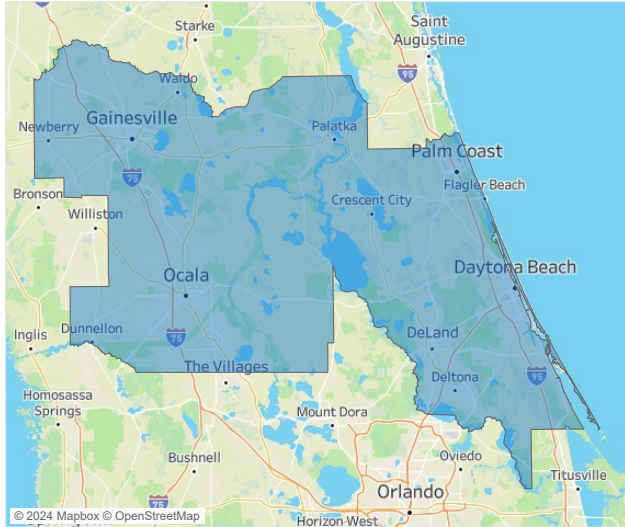 Saint
Augustine
Starke
95
Waldo
Gainesville
Newberry
Palatka
Palm Coast
75
Flagler Beach
Bronson
Crescent City
Williston
Daytona Beach
Ocala
Inglis
Dunnellon
75
DeLand
The Villages
95
Deltona
Homosassa
Springs
Mount Dora
Bushnell
Oviedo
Titusville
Orlando
75
© 2024 Mapbox © OpenStreetMap
Horizon West